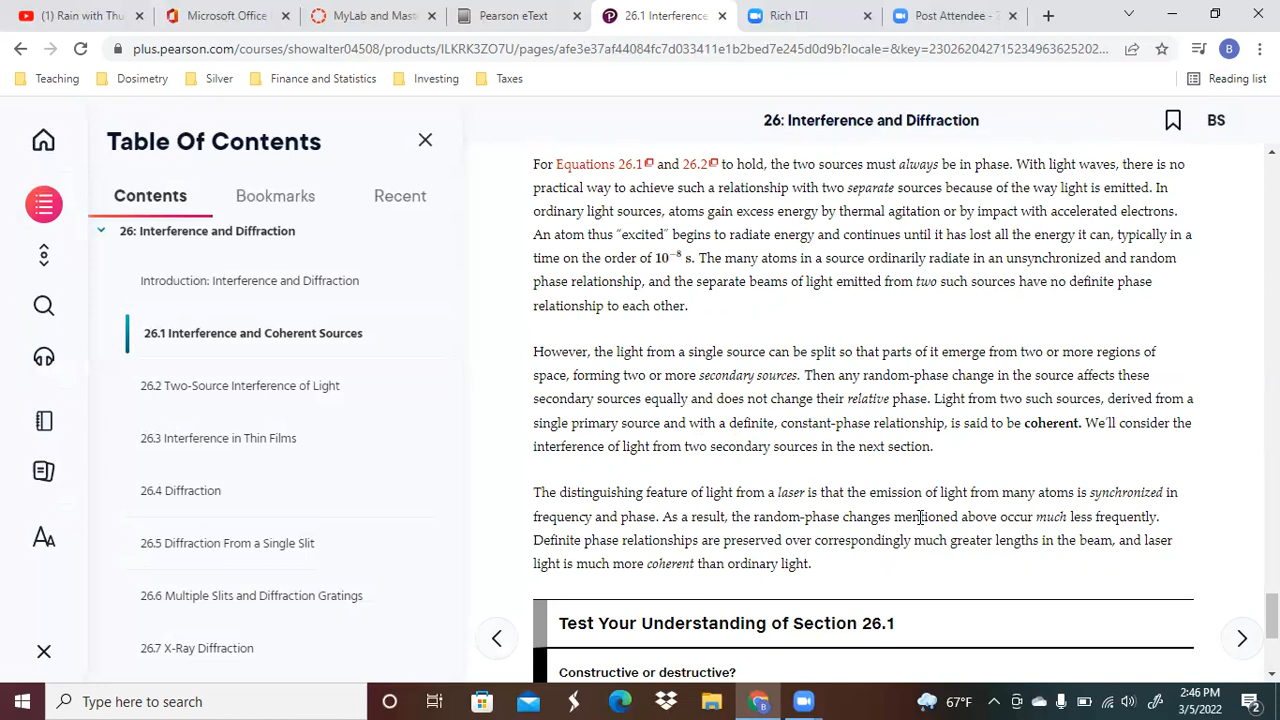 (1) Rain with Thu
Microsoft Office
MyLab and Mast
Pearson eText
26.1 Interference
Rich LTI
Post Attendee - Z
plus.pearson.com/courses/showalter04508/products/ILKRK3ZO7U/pages/afe3e37af44084fc7d033411e1b2bed7e245d0d9b?locale=&key=230262042715234963625202...
B
Teaching
Dosimetry
Silver
Finance and Statistics
Investing
Taxes
Reading list
Table Of Contents
Contents
Bookmarks
Recent
26: Interference and Diffraction
Introduction: Interference and Diffraction
26.1 Interference and Coherent Sources
26.2 Two-Source Interference of Light
26.3 Interference in Thin Films
26.4 Diffraction
26.5 Diffraction From a Single Slit
26.6 Multiple Slits and Diffraction Gratings
26.7 X-Ray Diffraction
26: Interference and Diffraction
BS
For Equations 26.1 and 26.2 to hold, the two sources must always be in phase. With light waves, there is no
practical way to achieve such a relationship with two separate sources because of the way light is emitted. In
ordinary light sources, atoms gain excess energy by thermal agitation or by impact with accelerated electrons.
An atom thus “excited” begins to radiate energy and continues until it has lost all the energy it can, typically in a
time on the order of 10⁻⁸ s. The many atoms in a source ordinarily radiate in an unsynchronized and random
phase relationship, and the separate beams of light emitted from two such sources have no definite phase
relationship to each other.
However, the light from a single source can be split so that parts of it emerge from two or more regions of
space, forming two or more secondary sources. Then any random-phase change in the source affects these
secondary sources equally and does not change their relative phase. Light from two such sources, derived from a
single primary source and with a definite, constant-phase relationship, is said to be coherent. We'll consider the
interference of light from two secondary sources in the next section.
The distinguishing feature of light from a laser is that the emission of light from many atoms is synchronized in
frequency and phase. As a result, the random-phase changes mentioned above occur much less frequently.
Definite phase relationships are preserved over correspondingly much greater lengths in the beam, and laser
light is much more coherent than ordinary light.
Test Your Understanding of Section 26.1
Constructive or destructive?
Type here to search
67°F
2:46 PM
3/5/2022
2